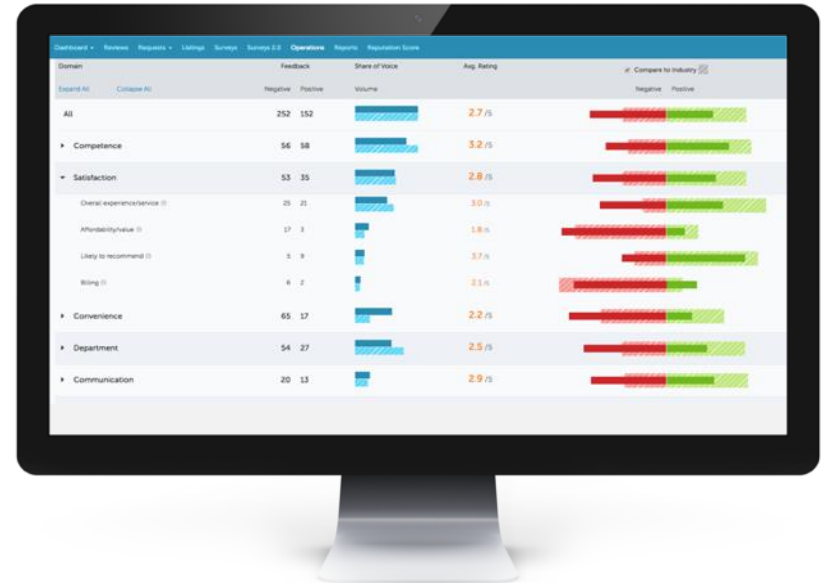 Dashboard Reviews Requests Listings Surveys Surveys 2.0 Operations Reports Reputation Score
Domain Feedback Share of Voice Avg. Rating Compare to Industry
Expand All Collapse All Negative Positive Volume Negative Positive
All 252 152 2.7 /5
Competence 56 58 3.2 /5
Satisfaction 53 35 2.8 /5
Overall experience/service 25 21 3.0 /5
Affordability/value 17 3 1.8 /5
Likely to recommend 5 9 3.7 /5
Billing 6 2 2.1 /5
Convenience 65 17 2.2 /5
Department 54 27 2.5 /5
Communication 20 13 2.9 /5